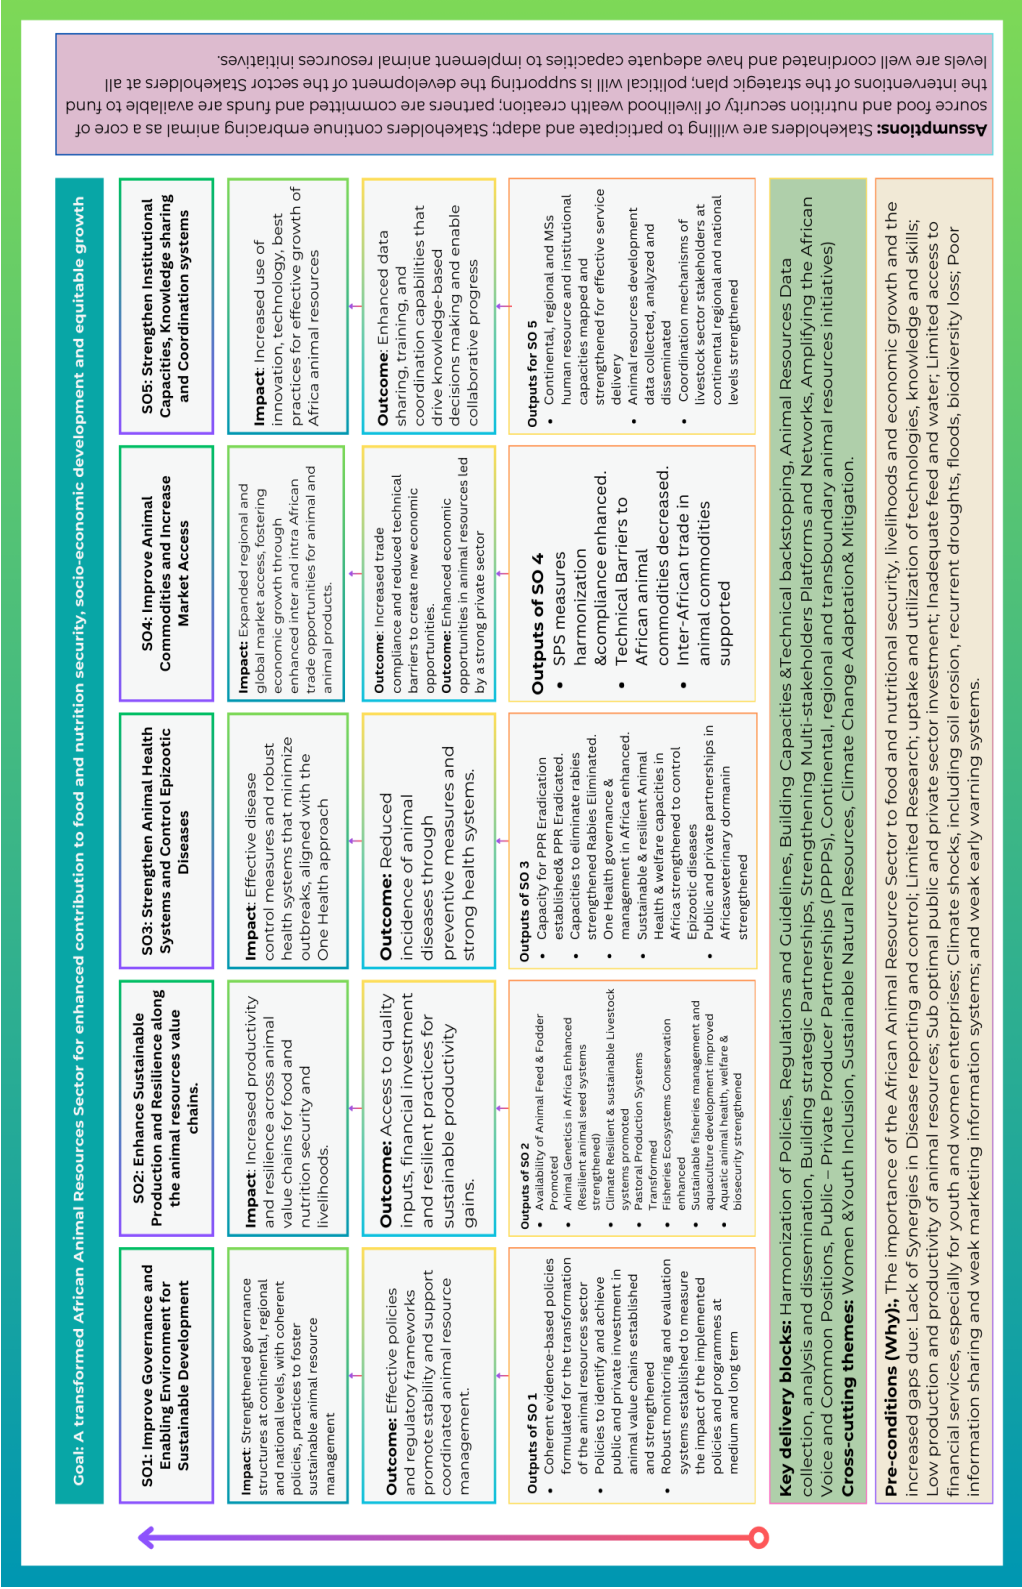 Goal: A transformed African Animal Resources Sector for enhanced contribution to food and nutrition security, socio-economic development and equitable growth
SO1: Improve Governance and
Enabling Environment for
Sustainable Development
SO2: Enhance Sustainable
Production and Resilience along
the animal resources value
chains.
SO3: Strengthen Animal Health
Systems and Control Epizootic
Diseases
SO4: Improve Animal
Commodities and Increase
Market Access
SO5: Strengthen Institutional
Capacities, Knowledge sharing
and Coordination systems
Impact: Strengthened governance
structures at continental, regional
and national levels, with coherent
policies, practices to foster
sustainable animal resource
management
Impact: Increased productivity
and resilience across animal
value chains for food and
nutrition security and
livelihoods.
Impact: Effective disease
control measures and robust
health systems that minimize
outbreaks, aligned with the
One Health approach
Impact: Expanded regional and
global market access, fostering
economic growth through
enhanced inter and intra African
trade opportunities for animal and
animal products.
Impact: Increased use of
innovation, technology, best
practices for effective growth of
Africa animal resources
Outcome: Effective policies
and regulatory frameworks
promote stability and support
coordinated animal resource
management.
Outcome: Access to quality
inputs, financial investment
and resilient practices for
sustainable productivity
gains.
Outcome: Reduced
incidence of animal
diseases through
preventive measures and
strong health systems.
Outcome: Increased trade
compliance and reduced technical
barriers to create new economic
opportunities.
Outcome: Enhanced economic
opportunities in animal resources led
by a strong private sector
Outcome: Enhanced data
sharing, training, and
coordination capabilities that
drive knowledge-based
decisions making and enable
collaborative progress
Outputs of SO 1
• Coherent evidence-based policies
formulated for the transformation
of the animal resources sector
• Policies to identify and achieve
public and private investment in
animal value chains established
and strengthened
• Robust monitoring and evaluation
systems established to measure
the impact of the implemented
policies and programmes at
medium and long term
Outputs of SO 2
• Availability of Animal Feed & Fodder
Promoted
• Animal Genetics in Africa Enhanced
(Resilient animal seed systems
strengthened)
• Climate Resilient & sustainable Livestock
systems promoted
• Pastoral Production Systems
Transformed
• Fisheries Ecosystems Conservation
enhanced
• Sustainable fisheries management and
aquaculture development improved
• Aquatic animal health, welfare &
biosecurity strengthened
Outputs of SO 3
• Capacity for PPR Eradication
established& PPR Eradicated.
• Capacities to eliminate rabies
strengthened Rabies Eliminated.
• One Health governance &
management in Africa enhanced.
• Sustainable & resilient Animal
Health & welfare capacities in
Africa strengthened to control
Epizootic diseases
• Public and private partnerships in
Africasveterinary dormanin
strengthened
Outputs of SO 4
• SPS measures
harmonization
&compliance enhanced.
• Technical Barriers to
African animal
commodities decreased.
• Inter-African trade in
animal commodities
supported
Outputs for SO 5
• Continental, regional and MSs
human resource and institutional
capacities mapped and
strengthened for effective service
delivery
• Animal resources development
data collected, analyzed and
disseminated
• Coordination mechanisms of
livestock sector stakeholders at
continental regional and national
levels strengthened
Key delivery blocks: Harmonization of Policies, Regulations and Guidelines, Building Capacities &Technical backstopping, Animal Resources Data
collection, analysis and dissemination, Building strategic Partnerships, Strengthening Multi-stakeholders Platforms and Networks, Amplifying the African
Voice and Common Positions, Public – Private Producer Partnerships (PPPPs), Continental, regional and transboundary animal resources initiatives)
Cross-cutting themes: Women &Youth Inclusion, Sustainable Natural Resources, Climate Change Adaptation& Mitigation.
Pre-conditions (Why):, The importance of the African Animal Resource Sector to food and nutritional security, livelihoods and economic growth and the
increased gaps due: Lack of Synergies in Disease reporting and control; Limited Research; uptake and utilization of technologies, knowledge and skills;
Low production and productivity of animal resources; Sub optimal public and private sector investment; Inadequate feed and water; Limited access to
financial services, especially for youth and women enterprises; Climate shocks, including soil erosion, recurrent droughts, floods, biodiversity loss; Poor
information sharing and weak marketing information systems; and weak early warning systems.
Assumptions: Stakeholders are willing to participate and adapt; Stakeholders continue embracing animal as a core of
source food and nutrition security of livelihood wealth creation; partners are committed and funds are available to fund
the interventions of the strategic plan; political will is supporting the development of the sector Stakeholders at all
levels are well coordinated and have adequate capacities to implement animal resources initiatives.